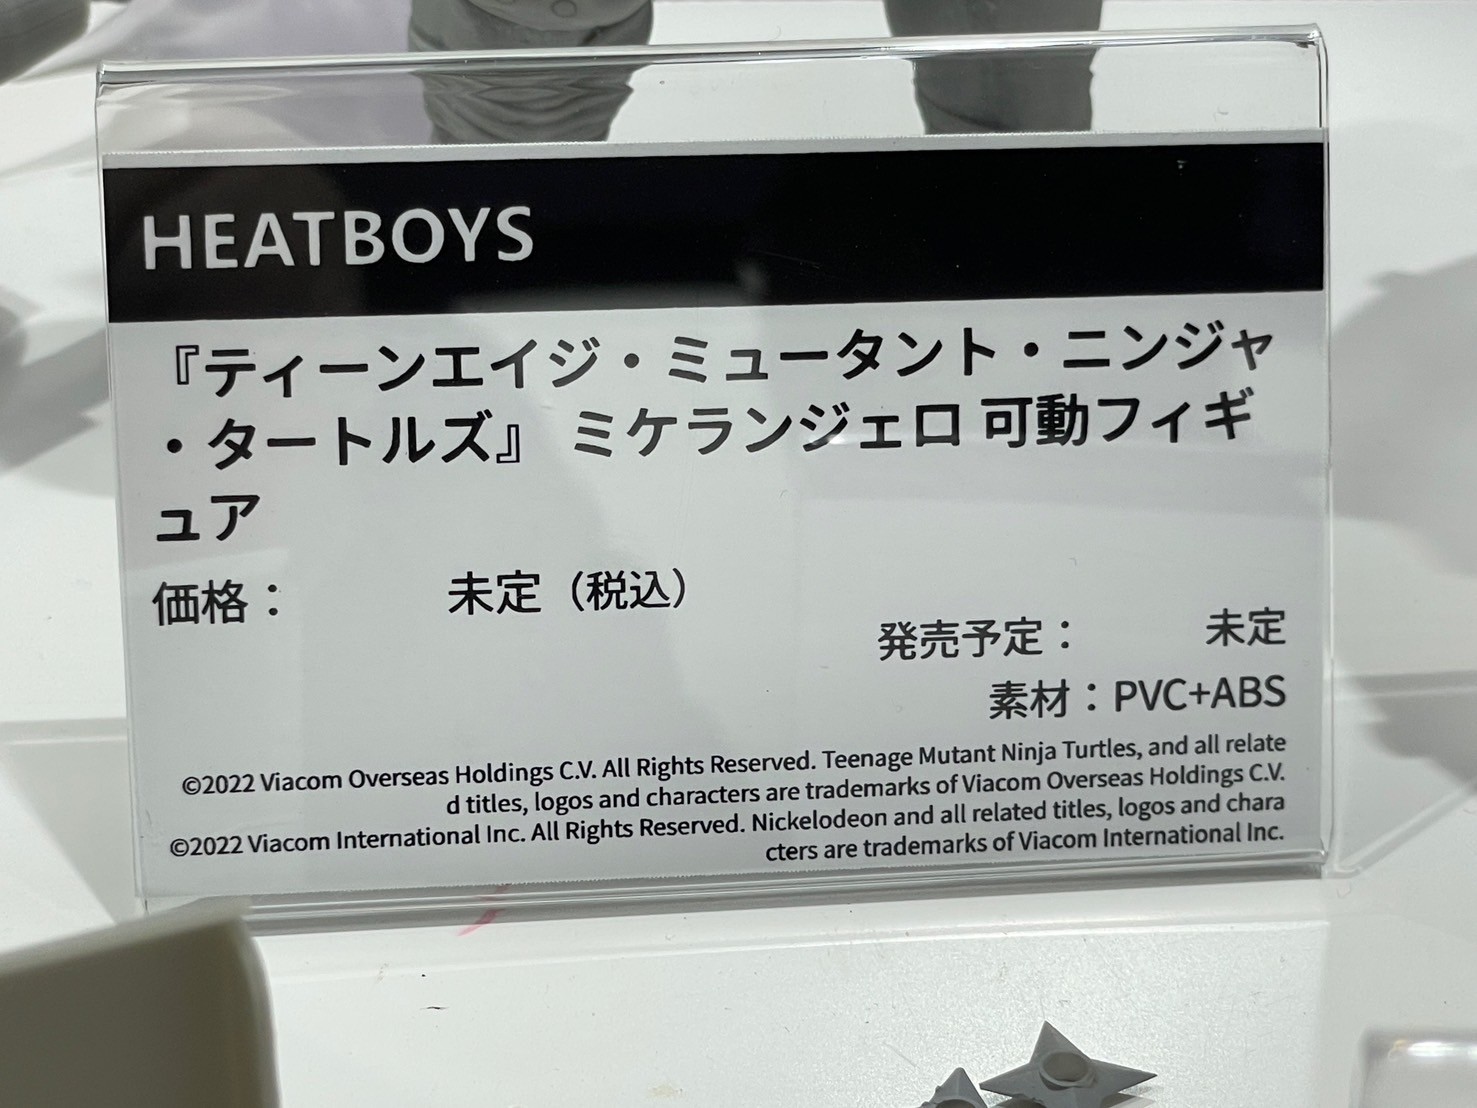 HEATBOYS
『ティーンエイジ・ミュータント・ニンジャ
・タートルズ』 ミケランジェロ 可動フィギ
ュア
価格： 未定（税込）
発売予定： 未定
素材：PVC+ABS
©2022 Viacom Overseas Holdings C.V. All Rights Reserved. Teenage Mutant Ninja Turtles, and all relate
d titles, logos and characters are trademarks of Viacom Overseas Holdings C.V.
©2022 Viacom International Inc. All Rights Reserved. Nickelodeon and all related titles, logos and chara
cters are trademarks of Viacom International Inc.